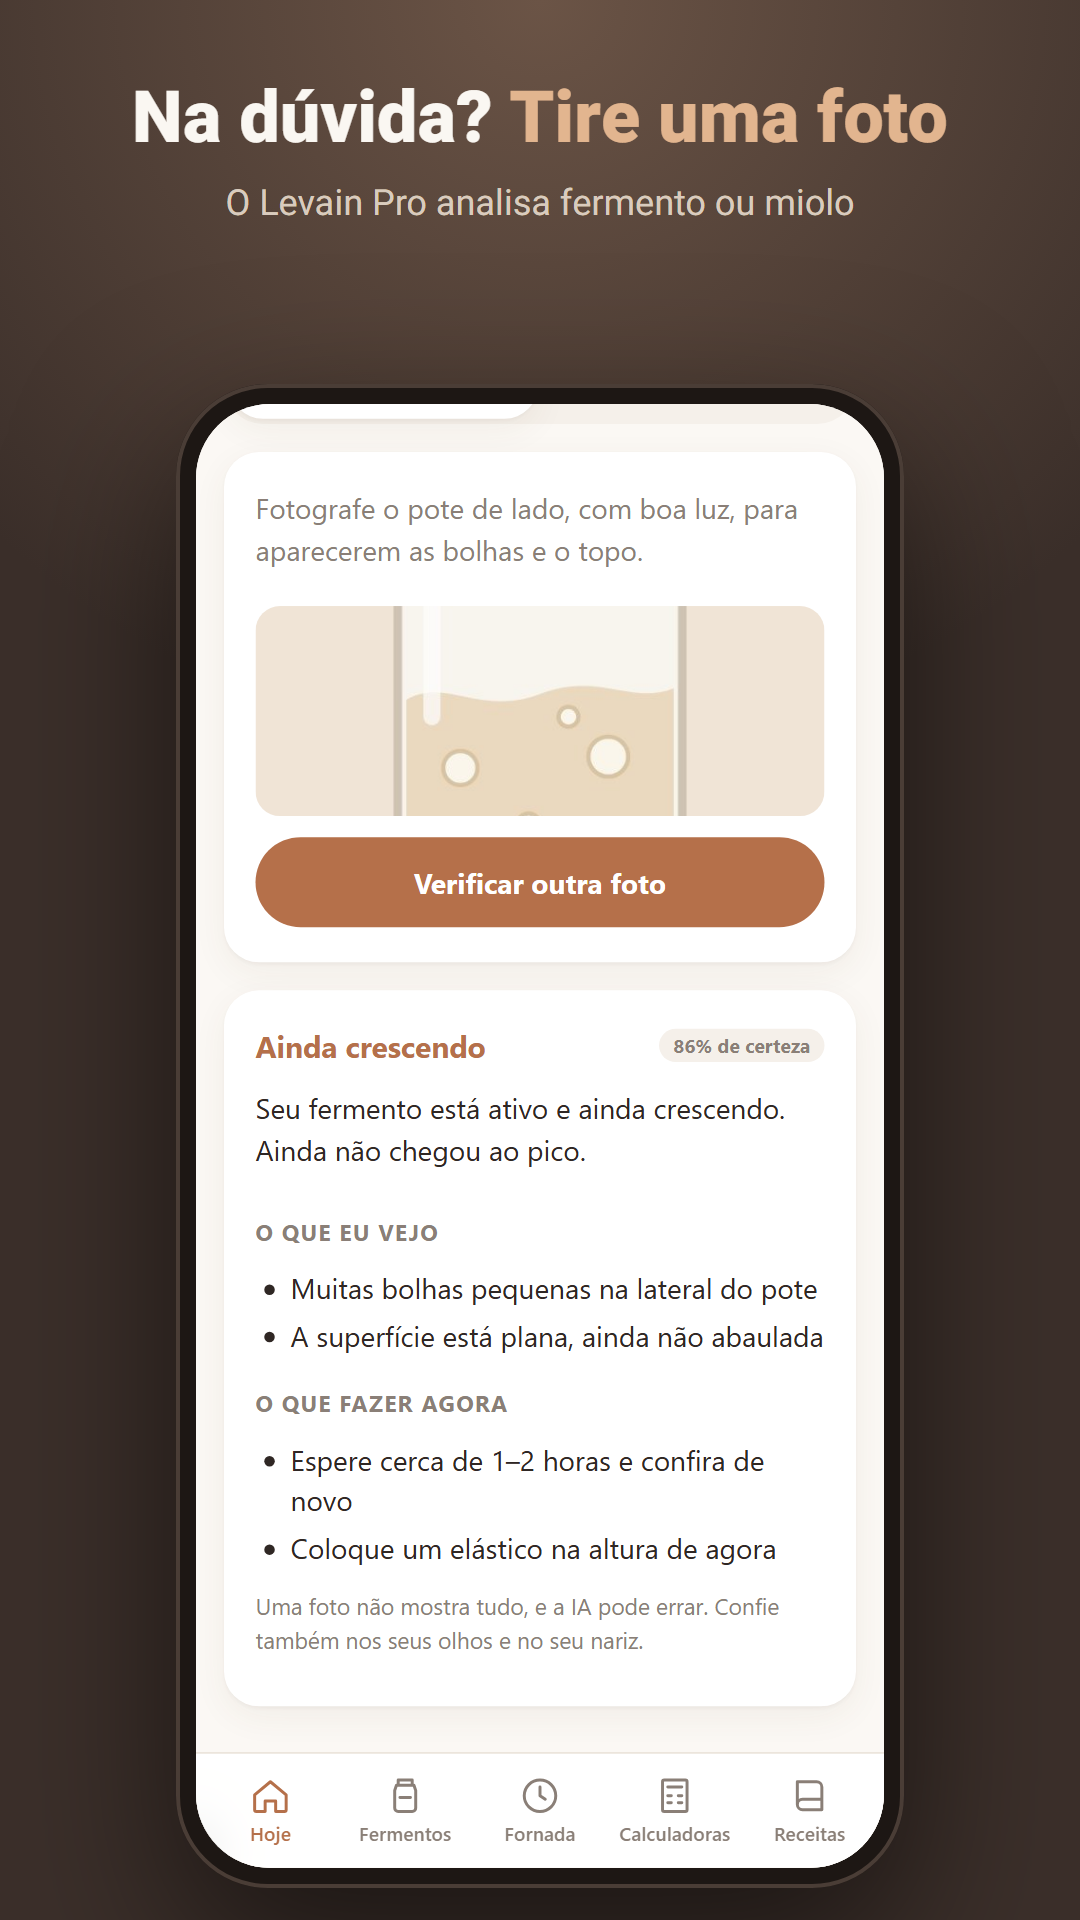 Na dúvida? Tire uma foto
O Levain Pro analisa fermento ou miolo
Fotografe o pote de lado, com boa luz, para
aparecerem as bolhas e o topo.
Verificar outra foto
Ainda crescendo
86% de certeza
Seu fermento está ativo e ainda crescendo.
Ainda não chegou ao pico.
O QUE EU VEJO
• Muitas bolhas pequenas na lateral do pote
• A superfície está plana, ainda não abaulada
O QUE FAZER AGORA
• Espere cerca de 1–2 horas e confira de
novo
• Coloque um elástico na altura de agora
Uma foto não mostra tudo, e a IA pode errar. Confie
também nos seus olhos e no seu nariz.
Hoje
Fermentos
Fornada
Calculadoras
Receitas